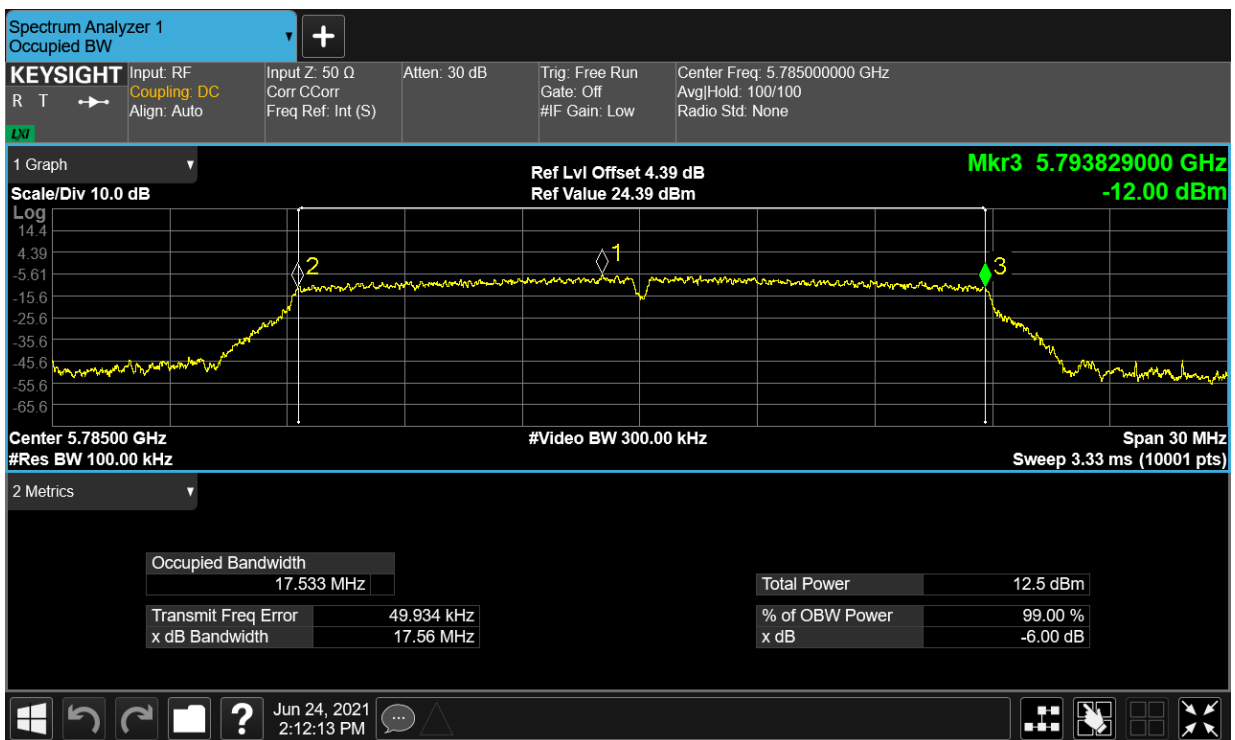 Spectrum Analyzer 1
Occupied BW
KEYSIGHT
R T
LXI
Input: RF
Coupling: DC
Align: Auto
Input Z: 50 Ω
Corr CCorr
Freq Ref: Int (S)
Atten: 30 dB
Trig: Free Run
Gate: Off
#IF Gain: Low
Center Freq: 5.785000000 GHz
Avg|Hold: 100/100
Radio Std: None
1 Graph
Scale/Div 10.0 dB
Ref Lvl Offset 4.39 dB
Ref Value 24.39 dBm
Mkr3 5.793829000 GHz
-12.00 dBm
Log
14.4
4.39
-5.61
-15.6
-25.6
-35.6
-45.6
-55.6
-65.6
2
1
3
Center 5.78500 GHz
#Res BW 100.00 kHz
#Video BW 300.00 kHz
Span 30 MHz
Sweep 3.33 ms (10001 pts)
2 Metrics
Occupied Bandwidth
17.533 MHz
Transmit Freq Error 49.934 kHz
x dB Bandwidth 17.56 MHz
Total Power 12.5 dBm
% of OBW Power 99.00 %
x dB -6.00 dB
?
Jun 24, 2021
2:12:13 PM